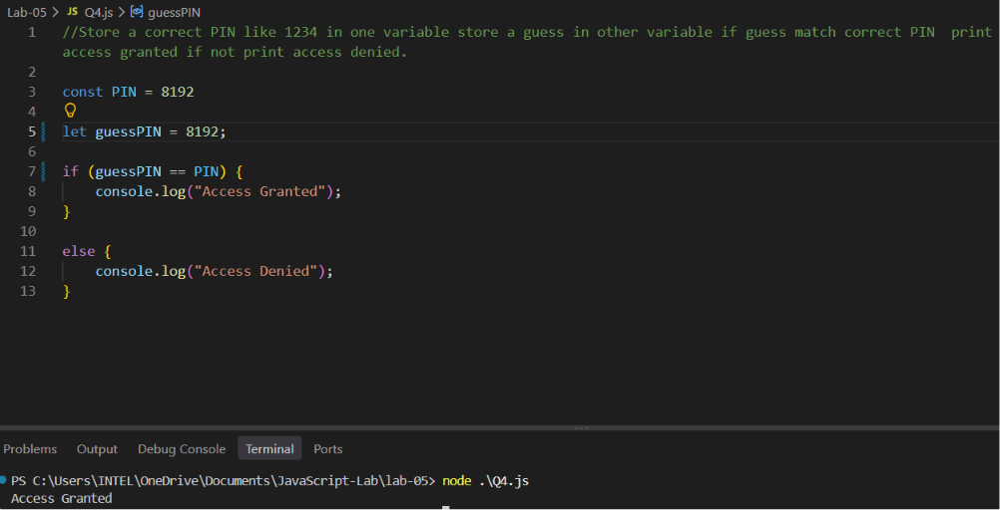 Lab-05 > JS Q4.js > guessPIN
1 //Store a correct PIN like 1234 in one variable store a guess in other variable if guess match correct PIN  print
access granted if not print access denied.
2
3 const PIN = 8192
4
5 let guessPIN = 8192;
6
7 if (guessPIN == PIN) {
8     console.log("Access Granted");
9 }
10
11 else {
12     console.log("Access Denied");
13 }
Problems Output Debug Console Terminal Ports
PS C:\Users\INTEL\OneDrive\Documents\JavaScript-Lab\lab-05> node .\Q4.js
Access Granted